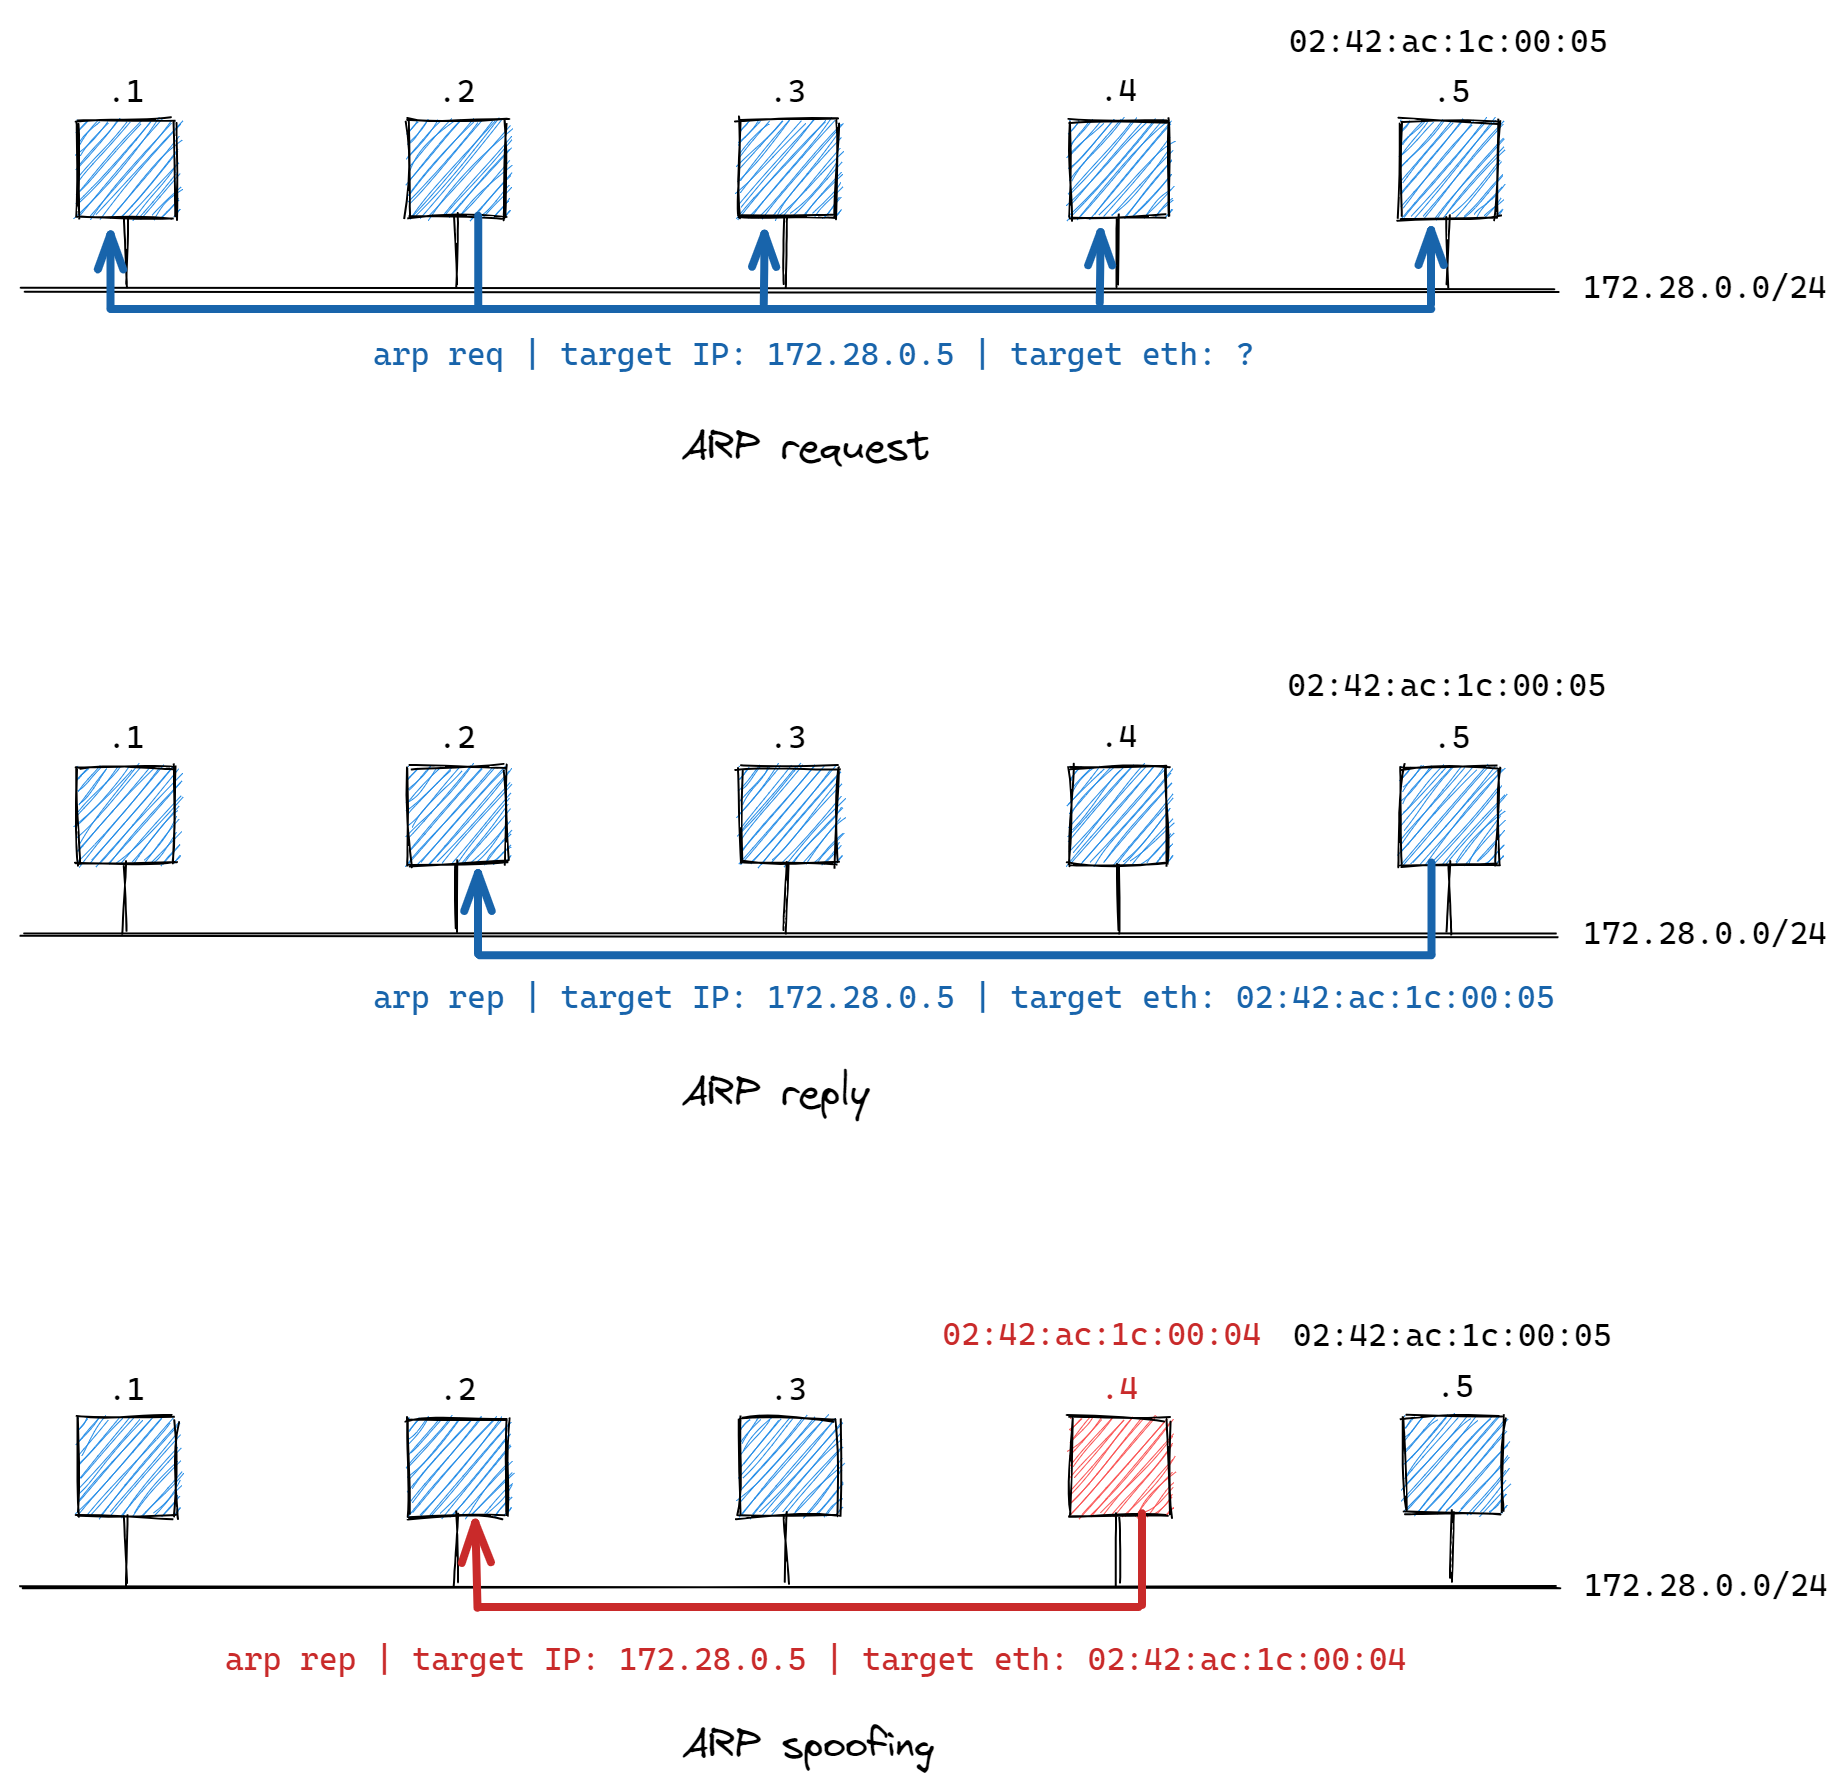 02:42:ac:1c:00:05
.1 .2 .3 .4 .5
172.28.0.0/24
arp req | target IP: 172.28.0.5 | target eth: ?
ARP request
02:42:ac:1c:00:05
.1 .2 .3 .4 .5
172.28.0.0/24
arp rep | target IP: 172.28.0.5 | target eth: 02:42:ac:1c:00:05
ARP reply
02:42:ac:1c:00:04 02:42:ac:1c:00:05
.1 .2 .3 .4 .5
172.28.0.0/24
arp rep | target IP: 172.28.0.5 | target eth: 02:42:ac:1c:00:04
ARP spoofing